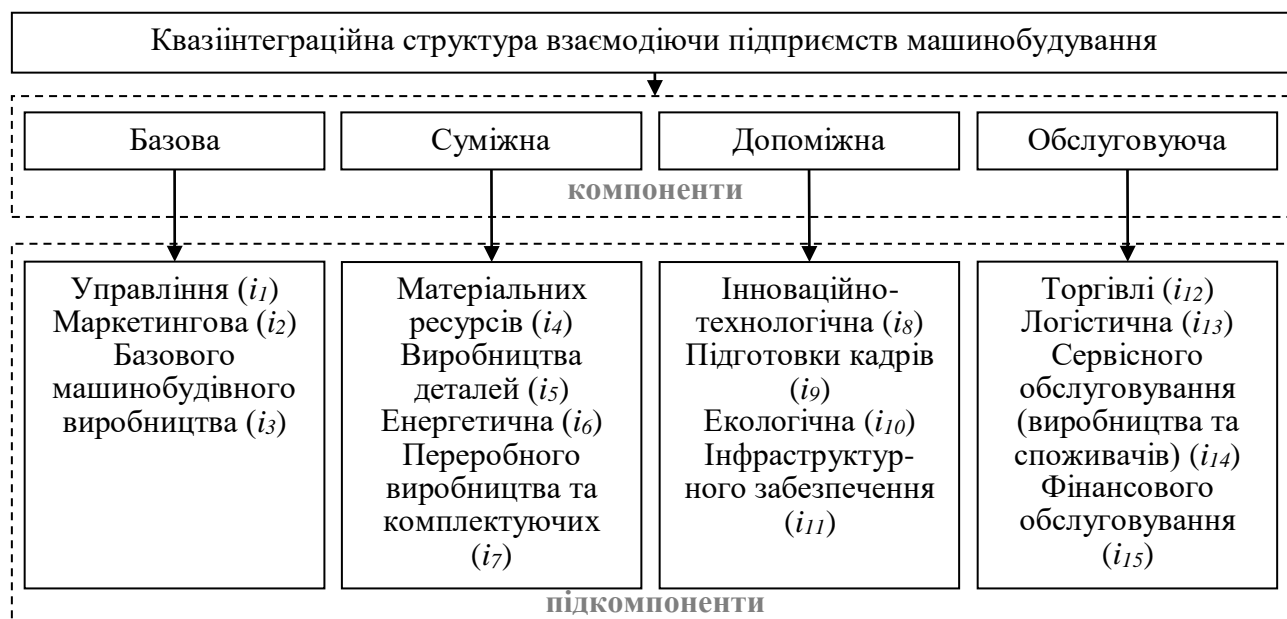 Квазіінтеграційна структура взаємодіючи підприємств машинобудування
Базова
Суміжна
Допоміжна
Обслуговуюча
компоненти
Управління (i1)
Маркетингова (i2)
Базового
машинобудівного
виробництва (i3)
Матеріальних
ресурсів (i4)
Виробництва
деталей (i5)
Енергетична (i6)
Переробного
виробництва та
комплектуючих
(i7)
Інноваційно-
технологічна (i8)
Підготовки кадрів
(i9)
Екологічна (i10)
Інфраструктур-
ного забезпечення
(i11)
Торгівлі (i12)
Логістична (i13)
Сервісного
обслуговування
(виробництва та
споживачів) (i14)
Фінансового
обслуговування
(i15)
підкомпоненти